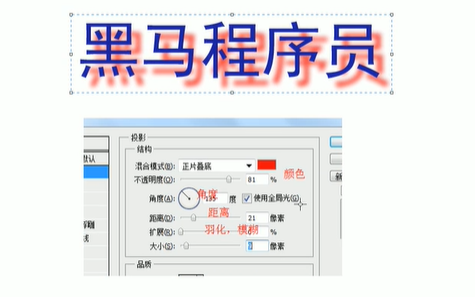 黑马程序员
投影
结构
混合模式(B): 正片叠底
颜色
不透明度(O): 81 %
角度(A): 135 度 使用全局光(G)
角度
距离(D): 21 像素
距离
扩展(R): %
羽化，模糊
大小(S): 像素
品质